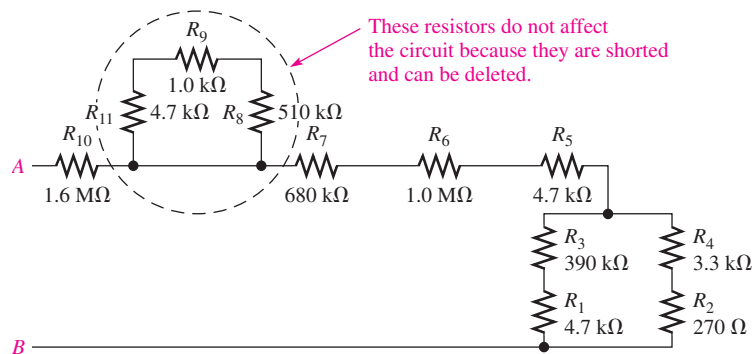 These resistors do not affect
the circuit because they are shorted
and can be deleted.
R9
1.0 kΩ
R11
4.7 kΩ
R8
510 kΩ
R10
R7
R6
R5
A
1.6 MΩ
680 kΩ
1.0 MΩ
4.7 kΩ
R3
390 kΩ
R4
3.3 kΩ
R1
4.7 kΩ
R2
270 Ω
B